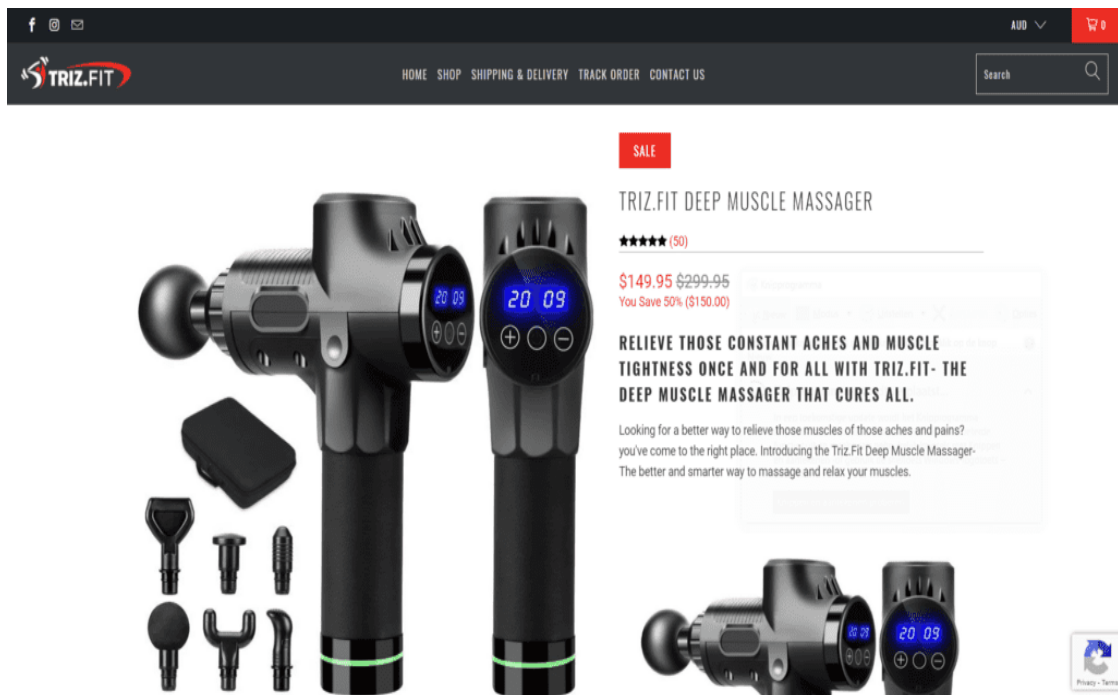 AUD
0
TRIZ.FIT
HOME SHOP SHIPPING & DELIVERY TRACK ORDER CONTACT US
Search
SALE
TRIZ.FIT DEEP MUSCLE MASSAGER
(50)
$149.95 $299.95
You Save 50% ($150.00)
RELIEVE THOSE CONSTANT ACHES AND MUSCLE
TIGHTNESS ONCE AND FOR ALL WITH TRIZ.FIT- THE
DEEP MUSCLE MASSAGER THAT CURES ALL.
Looking for a better way to relieve those muscles of those aches and pains?
you've come to the right place. Introducing the Triz.Fit Deep Muscle Massager-
The better and smarter way to massage and relax your muscles.
20 09
20 09
20 09
20 09
Privacy - Terms